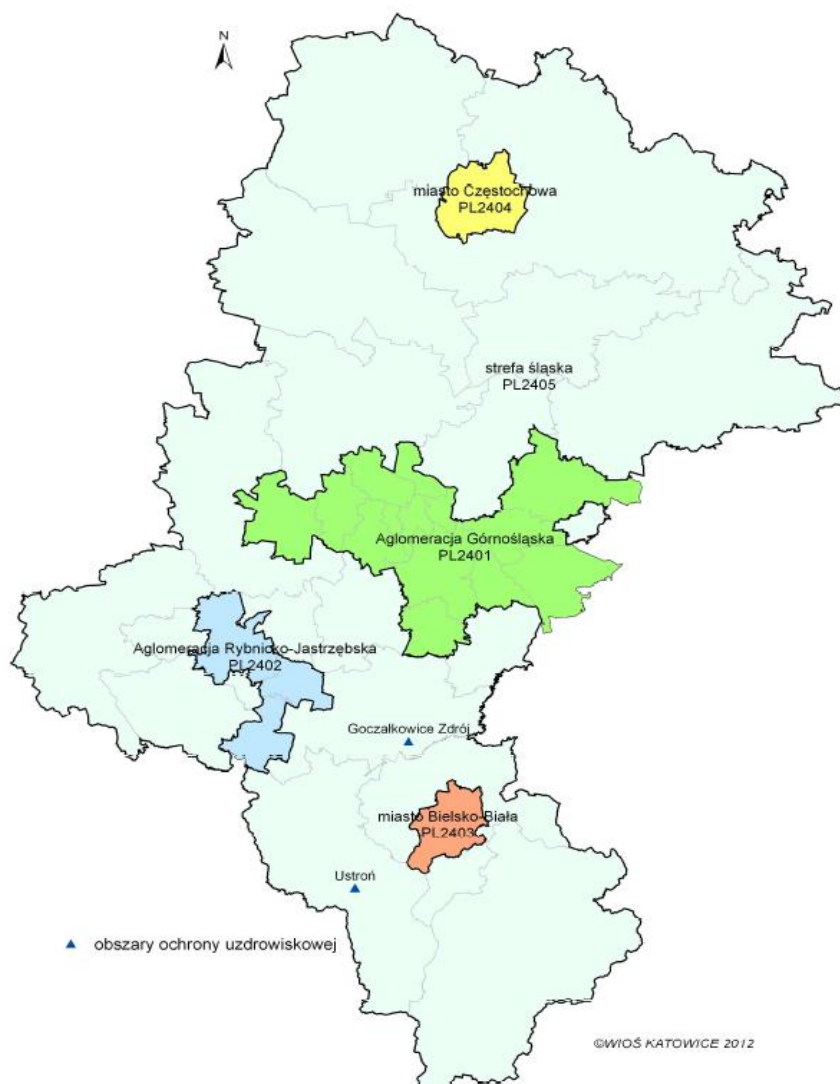 N
miasto Częstochowa
PL2404
strefa śląska
PL2405
Aglomeracja Górnośląska
PL2401
Aglomeracja Rybnicko-Jastrzębska
PL2402
Goczałkowice Zdrój
miasto Bielsko-Biała
PL2403
Ustroń
obszary ochrony uzdrowiskowej
©WIOŚ KATOWICE 2012